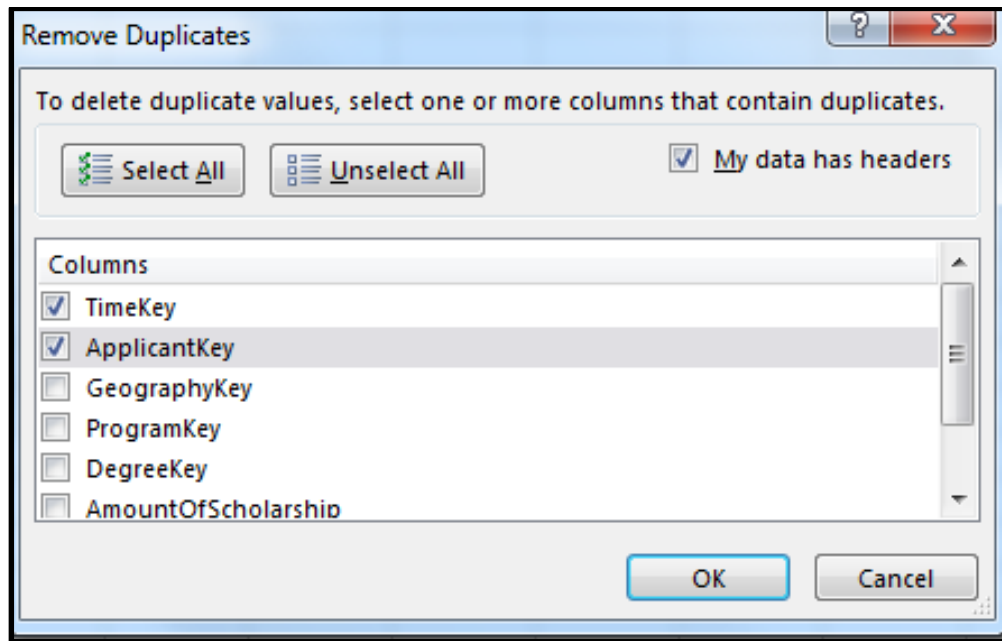 Remove Duplicates
To delete duplicate values, select one or more columns that contain duplicates.
Select All
Unselect All
My data has headers
Columns
TimeKey
ApplicantKey
GeographyKey
ProgramKey
DegreeKey
AmountOfScholarship
OK
Cancel